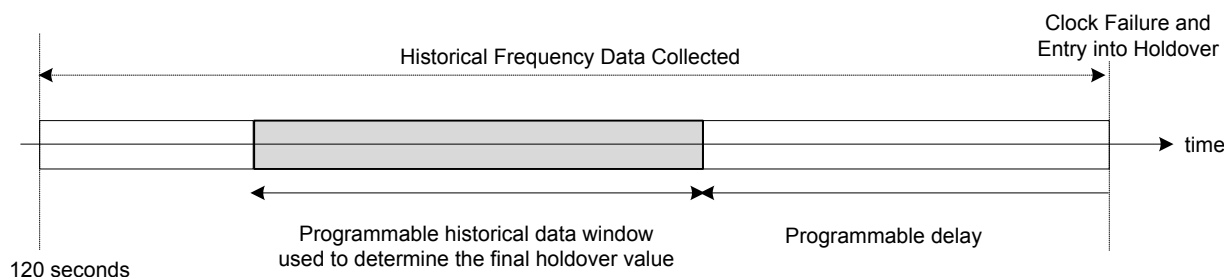 Clock Failure and
Entry into Holdover
Historical Frequency Data Collected
time
Programmable historical data window
used to determine the final holdover value
Programmable delay
120 seconds